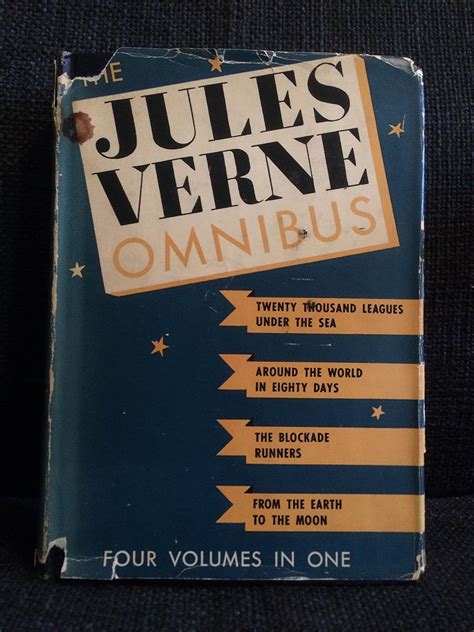 THE
JULES
VERNE
OMNIBUS
TWENTY THOUSAND LEAGUES
UNDER THE SEA
AROUND THE WORLD
IN EIGHTY DAYS
THE BLOCKADE
RUNNERS
FROM THE EARTH
TO THE MOON
FOUR VOLUMES IN ONE